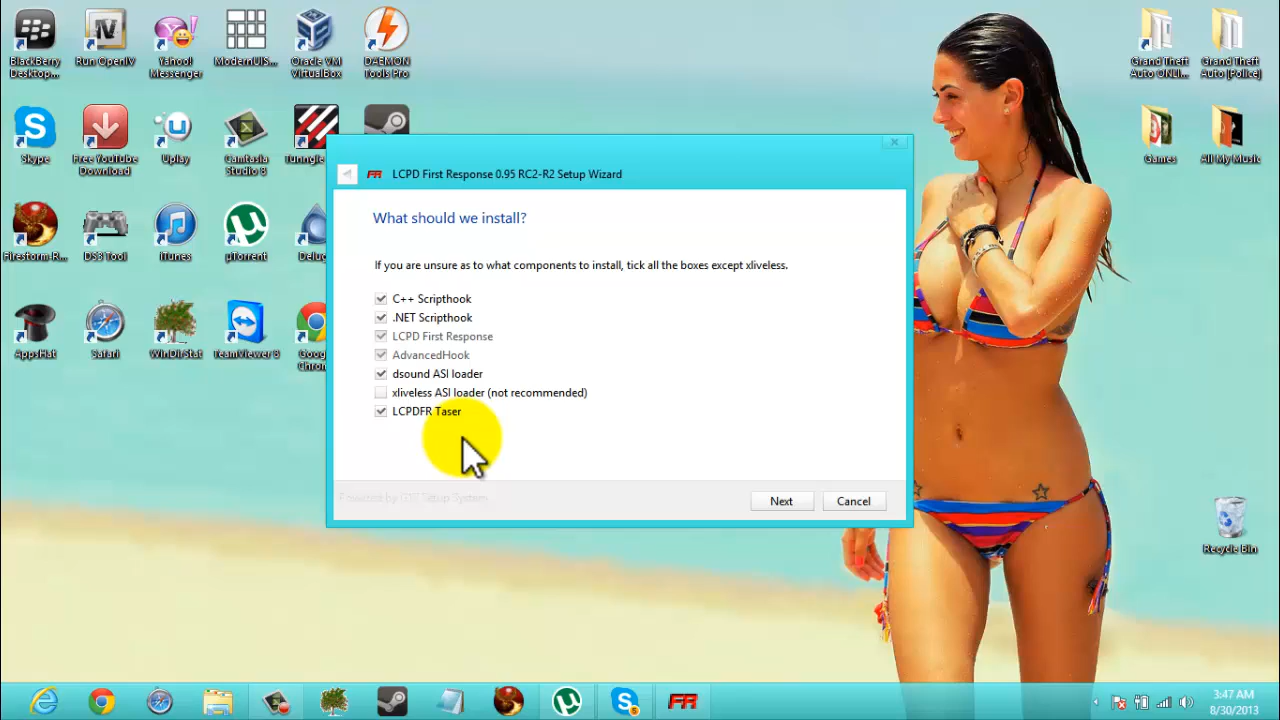 BlackBerry
Desktop...
Run OpenIV
Yahoo!
Messenger
ModernUIS...
Oracle VM
VirtualBox
DAEMON
Tools Pro
Grand Theft
Auto ONLI...
Grand Theft
Auto [Police]
Skype
Free YouTube
Download
Uplay
Camtasia
Studio 8
Tunngle
Games
All My Music
LCPD First Response 0.95 RC2-R2 Setup Wizard
What should we install?
If you are unsure as to what components to install, tick all the boxes except xliveless.
C++ Scripthook
.NET Scripthook
LCPD First Response
AdvancedHook
dsound ASI loader
xliveless ASI loader (not recommended)
LCPDFR Taser
Next
Cancel
Firestorm-R...
DS3 Tool
iTunes
µTorrent
Delug
AppsHat
Safari
WinDirStat
TeamViewer 8
Goog
Chrom
Recycle Bin
3:47 AM
8/30/2013